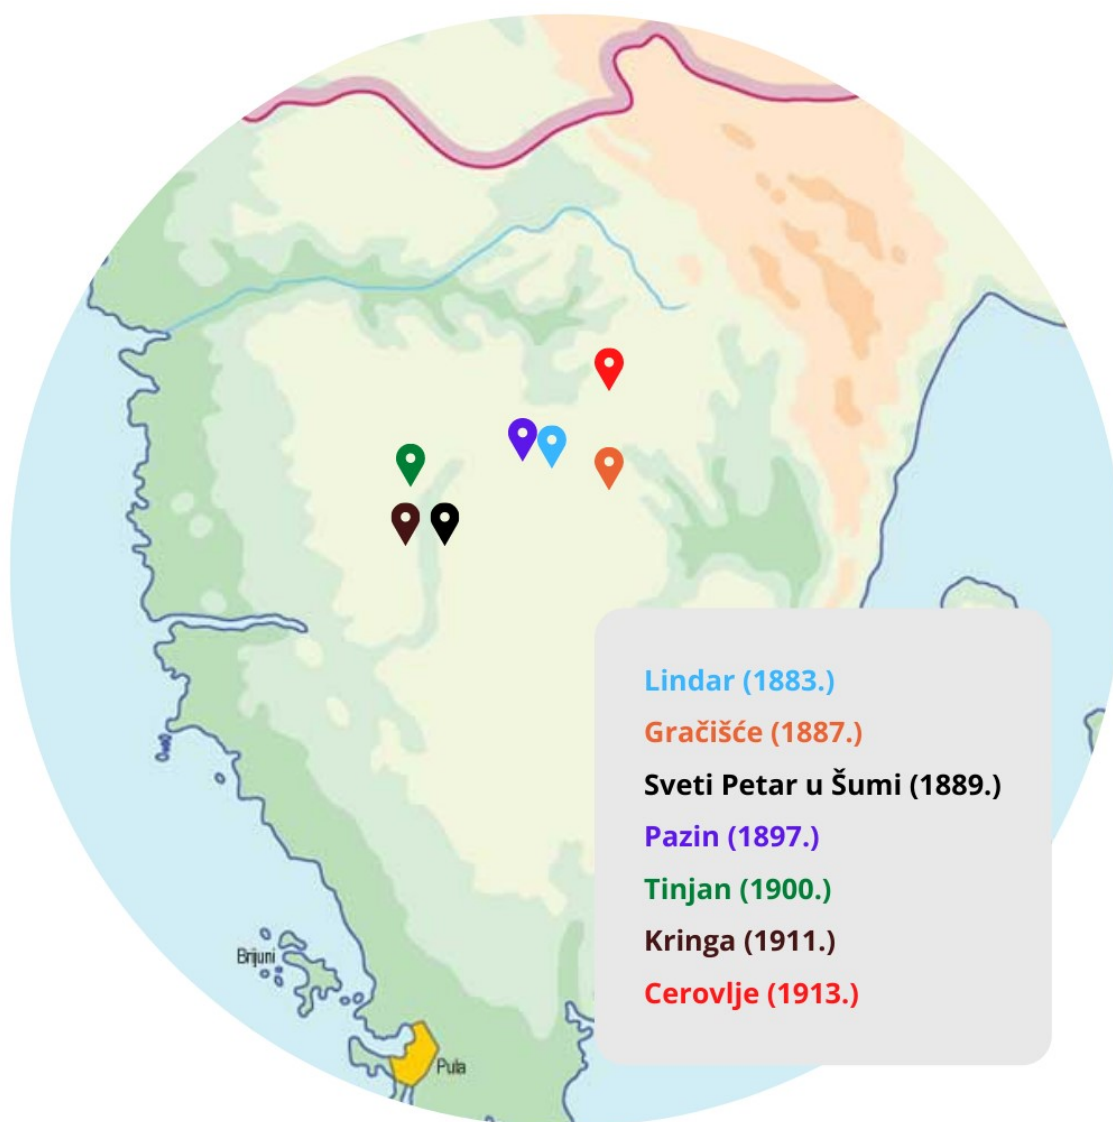 Lindar (1883.)
Gračišće (1887.)
Sveti Petar u Šumi (1889.)
Pazin (1897.)
Tinjan (1900.)
Kringa (1911.)
Cerovlje (1913.)
Brijuni
Pula